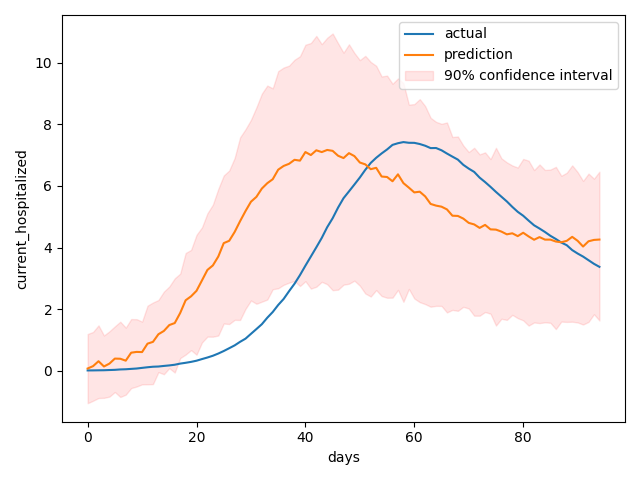 actual
prediction
90% confidence interval
10
8
6
4
2
0
current_hospitalized
0 20 40 60 80
days